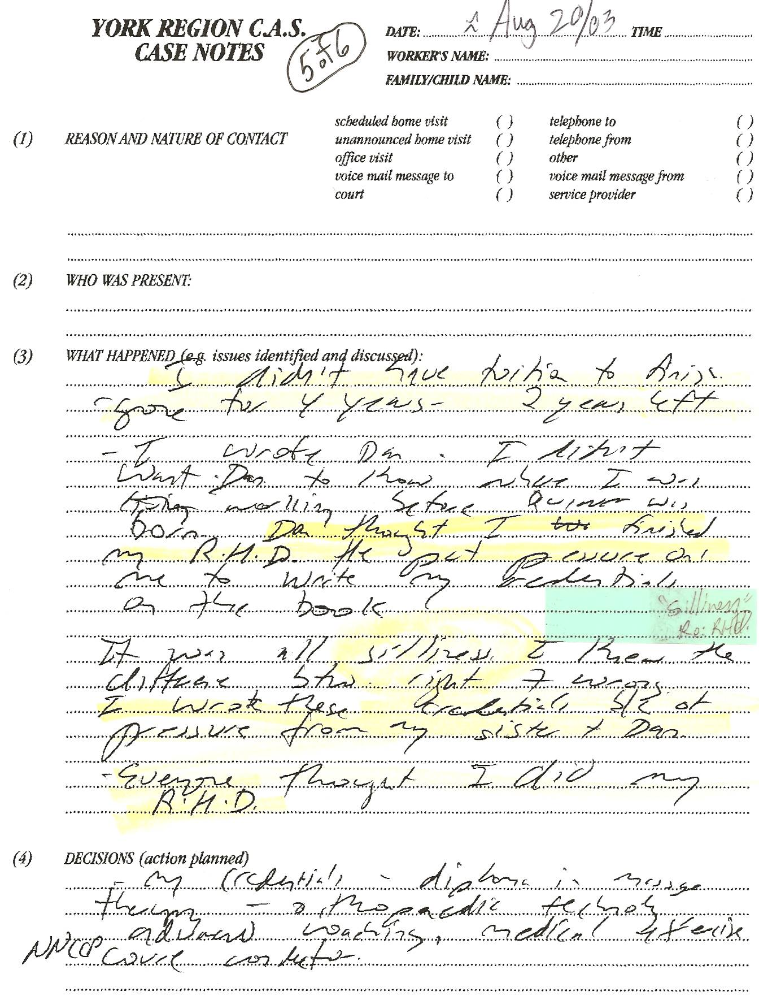 YORK REGION C.A.S.
CASE NOTES
5 of 6
DATE: Aug 20/03 TIME
WORKER'S NAME:
FAMILY/CHILD NAME:
(1) REASON AND NATURE OF CONTACT
scheduled home visit ( ) telephone to ( )
unannounced home visit ( ) telephone from ( )
office visit ( ) other ( )
voice mail message to ( ) voice mail message from ( )
court ( ) service provider ( )
(2) WHO WAS PRESENT:
(3) WHAT HAPPENED (e.g. issues identified and discussed):
I didn't have to
- gone for 4 years - 2 years left
- I wrote Dan. I didn't
want Dan to know where I was
working before was
born. Dan thought I finished
my R.H.D. He put pressure on
me to write my credentials
on the book
"Silliness"
Re: RHD.
It was all silliness. I knew the
difference btw. right + wrong.
I wrote these credentials b/c of
pressure from my sister + Dan.
- Everyone thought I did my
R.H.D.
(4) DECISIONS (action planned)
- my credentials - diploma in massage
therapy - orthopaedic
advanced coaching, medical exercise
NNCCP course conductor.